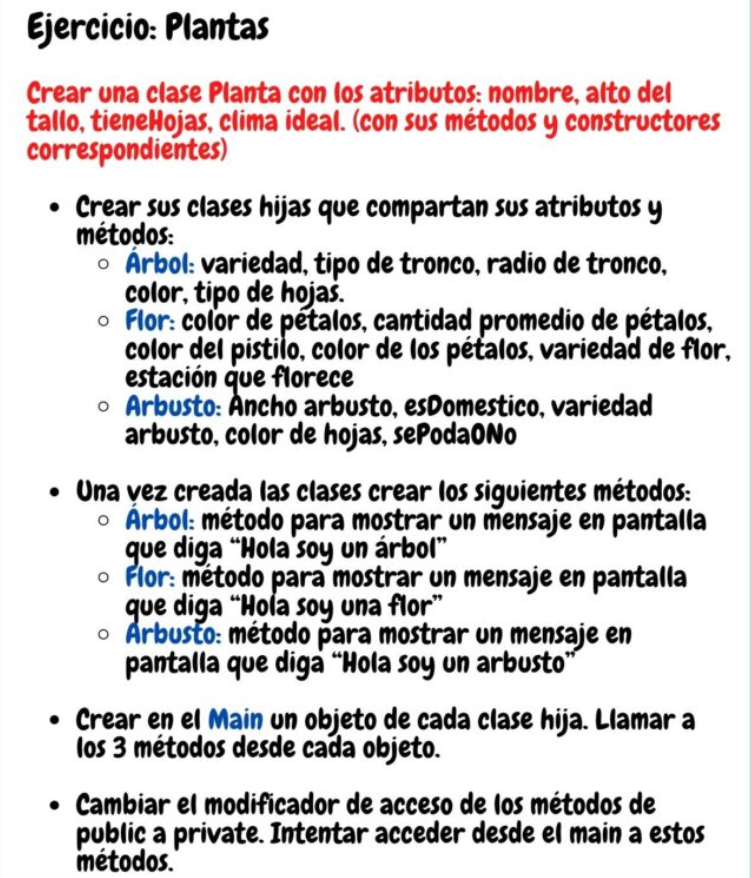 Ejercicio: Plantas
Crear una clase Planta con los atributos: nombre, alto del
tallo, tieneHojas, clima ideal. (con sus métodos y constructores
correspondientes)
• Crear sus clases hijas que compartan sus atributos y
métodos:
○ Árbol: variedad, tipo de tronco, radio de tronco,
color, tipo de hojas.
○ Flor: color de pétalos, cantidad promedio de pétalos,
color del pistilo, color de los pétalos, variedad de flor,
estación que florece
○ Arbusto: Ancho arbusto, esDomestico, variedad
arbusto, color de hojas, sePodaONo
• Una vez creada las clases crear los siguientes métodos:
○ Árbol: método para mostrar un mensaje en pantalla
que diga “Hola soy un árbol”
○ Flor: método para mostrar un mensaje en pantalla
que diga “Hola soy una flor”
○ Arbusto: método para mostrar un mensaje en
pantalla que diga “Hola soy un arbusto”
• Crear en el Main un objeto de cada clase hija. Llamar a
los 3 métodos desde cada objeto.
• Cambiar el modificador de acceso de los métodos de
public a private. Intentar acceder desde el main a estos
métodos.